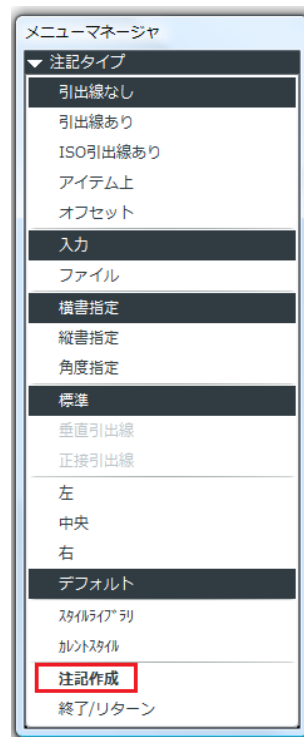 メニューマネージャ
▼ 注記タイプ
引出線なし
引出線あり
ISO引出線あり
アイテム上
オフセット
入力
ファイル
横書指定
縦書指定
角度指定
標準
垂直引出線
正接引出線
左
中央
右
デフォルト
ｽﾀｲﾙﾗｲﾌﾞﾗﾘ
ｶﾚﾝﾄｽﾀｲﾙ
注記作成
終了/リターン